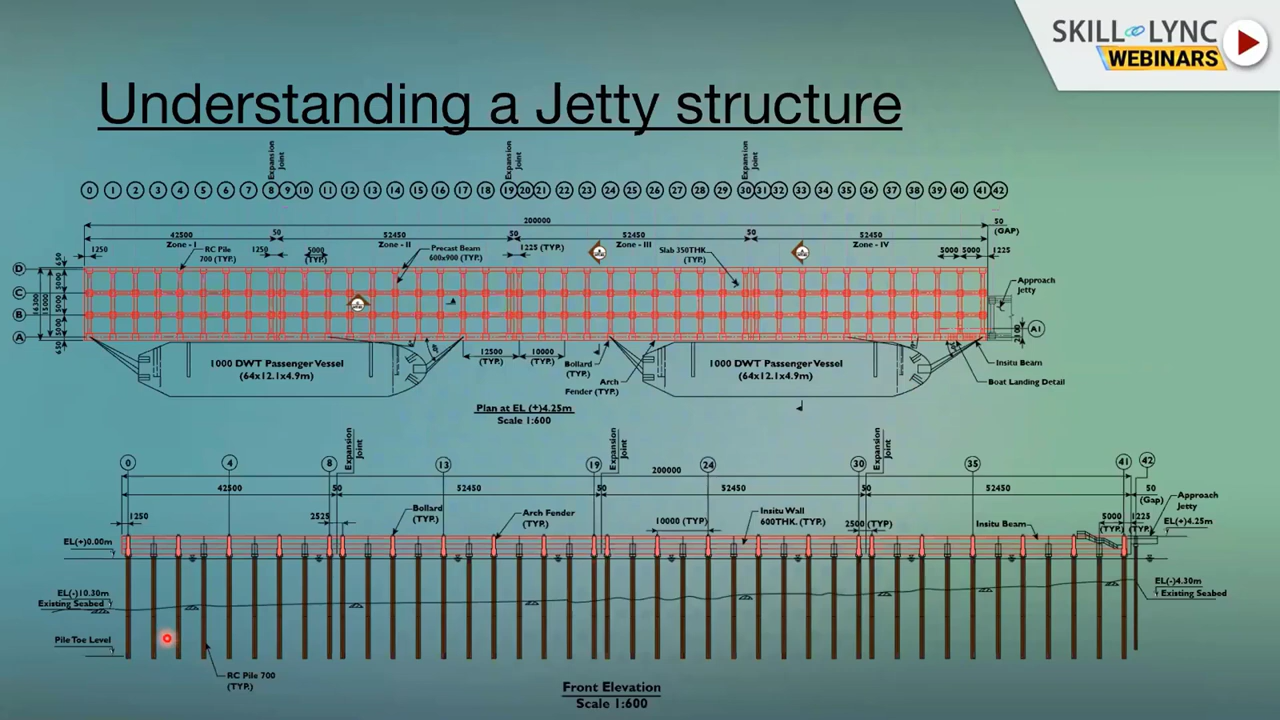 SKILL LYNC
WEBINARS
Understanding a Jetty structure
Expansion Joint
Expansion Joint
Expansion Joint
0 1 2 3 4 5 6 7 8 9 10 11 12 13 14 15 16 17 18 19 20 21 22 23 24 25 26 27 28 29 30 31 32 33 34 35 36 37 38 39 40 41 42
200000
50 (GAP)
42500 50 52450 50 52450 50 52450
Zone - I
Zone - II
Zone - III
Zone - IV
1250
RC Pile 700 (TYP.)
1250
5000 (TYP.)
Precast Beam 600x900 (TYP.)
1225 (TYP.)
Slab 350THK. (TYP.)
5000 5000 1225
D
C
B
A
650
5000
5000
5000
650
16300
15000
Approach Jetty
2100
A1
1000 DWT Passenger Vessel
(64x12.1x4.9m)
12500 (TYP.)
10000 (TYP.)
Bollard (TYP.)
Arch Fender (TYP.)
1000 DWT Passenger Vessel
(64x12.1x4.9m)
Insitu Beam
Boat Landing Detail
Plan at EL (+)4.25m
Scale 1:600
Expansion Joint
Expansion Joint
Expansion Joint
0 4 8 13 19 24 30 35 41 42
200000
42500 50 52450 50 52450 50 52450 50 (Gap)
1250
2525
Bollard (TYP.)
Arch Fender (TYP.)
10000 (TYP)
Insitu Wall 600THK. (TYP.)
2500 (TYP)
Insitu Beam
5000 (TYP.)
1225 (TYP.)
Approach Jetty
EL(+)4.25m
EL(+)0.00m
EL(-)10.30m
Existing Seabed
EL(-)4.30m
Existing Seabed
Pile Toe Level
RC Pile 700 (TYP.)
Front Elevation
Scale 1:600